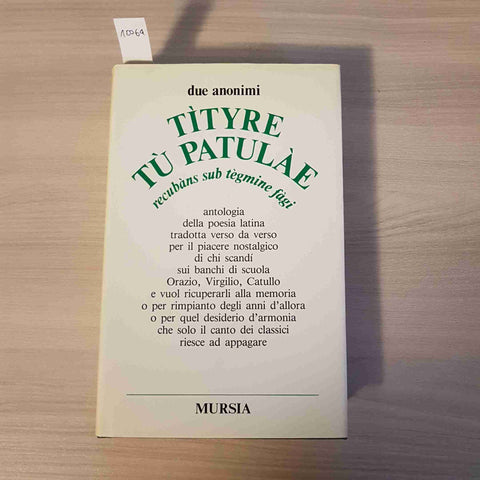 10064
due anonimi
TÌTYRE
TÙ PATULÀE
recubàns sub tègmine fàgi
antologia
della poesia latina
tradotta verso da verso
per il piacere nostalgico
di chi scandí
sui banchi di scuola
Orazio, Virgilio, Catullo
e vuol ricuperarli alla memoria
o per rimpianto degli anni d'allora
o per quel desiderio d'armonia
che solo il canto dei classici
riesce ad appagare
MURSIA